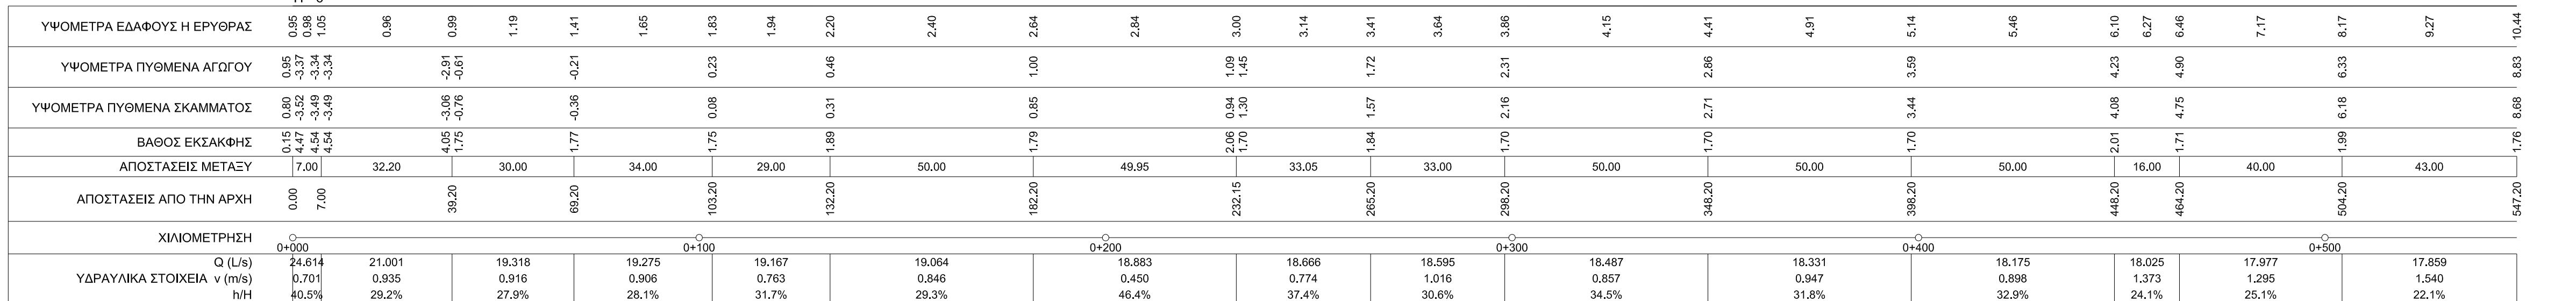 ΥΨΟΜΕΤΡΑ ΕΔΑΦΟΥΣ Η ΕΡΥΘΡΑΣ 0.95 0.98 1.05 0.96 0.99 1.19 1.41 1.65 1.83 1.94 2.20 2.40 2.64 2.84 3.00 3.14 3.41 3.64 3.86 4.15 4.41 4.91 5.14 5.46 6.10 6.27 6.46 7.17 8.17 9.27 10.44
ΥΨΟΜΕΤΡΑ ΠΥΘΜΕΝΑ ΑΓΩΓΟΥ 0.95 -3.37 -3.34 -3.34 -2.91 -0.61 -0.21 0.23 0.46 1.00 1.09 1.45 1.72 2.31 2.86 3.59 4.23 4.90 6.33 8.83
ΥΨΟΜΕΤΡΑ ΠΥΘΜΕΝΑ ΣΚΑΜΜΑΤΟΣ 0.80 -3.52 -3.49 -3.49 -3.06 -0.76 -0.36 0.08 0.31 0.85 0.94 1.30 1.57 2.16 2.71 3.44 4.08 4.75 6.18 8.68
ΒΑΘΟΣ ΕΚΣΑΚΦΗΣ 0.15 4.47 4.54 4.54 4.05 1.75 1.77 1.75 1.89 1.79 2.06 1.70 1.84 1.70 1.70 1.70 2.01 1.71 1.99 1.76
ΑΠΟΣΤΑΣΕΙΣ ΜΕΤΑΞΥ 7.00 32.20 30.00 34.00 29.00 50.00 49.95 33.05 33.00 50.00 50.00 50.00 16.00 40.00 43.00
ΑΠΟΣΤΑΣΕΙΣ ΑΠΟ ΤΗΝ ΑΡΧΗ 0.00 7.00 39.20 69.20 103.20 132.20 182.20 232.15 265.20 298.20 348.20 398.20 448.20 464.20 504.20 547.20
ΧΙΛΙΟΜΕΤΡΗΣΗ
0+000 0+100 0+200 0+300 0+400 0+500
Q (L/s) 24.614 21.001 19.318 19.275 19.167 19.064 18.883 18.666 18.595 18.487 18.331 18.175 18.025 17.977 17.859
ΥΔΡΑΥΛΙΚΑ ΣΤΟΙΧΕΙΑ v (m/s) 0.701 0.935 0.916 0.906 0.763 0.846 0.450 0.774 1.016 0.857 0.947 0.898 1.373 1.295 1.540
h/H 40.5% 29.2% 27.9% 28.1% 31.7% 29.3% 46.4% 37.4% 30.6% 34.5% 31.8% 32.9% 24.1% 25.1% 22.1%